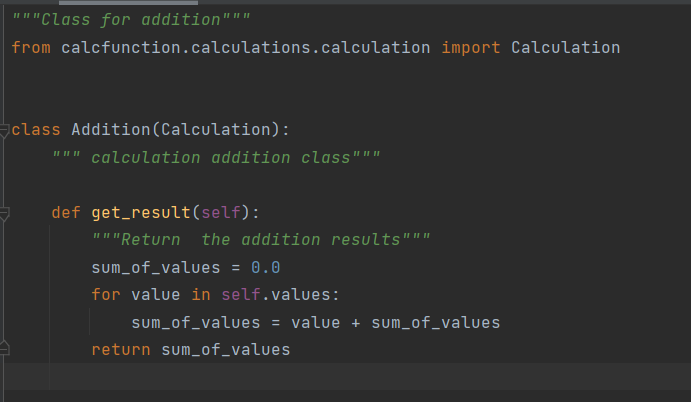 """Class for addition"""
from calcfunction.calculations.calculation import Calculation
class Addition(Calculation):
""" calculation addition class"""
def get_result(self):
"""Return  the addition results"""
sum_of_values = 0.0
for value in self.values:
sum_of_values = value + sum_of_values
return sum_of_values